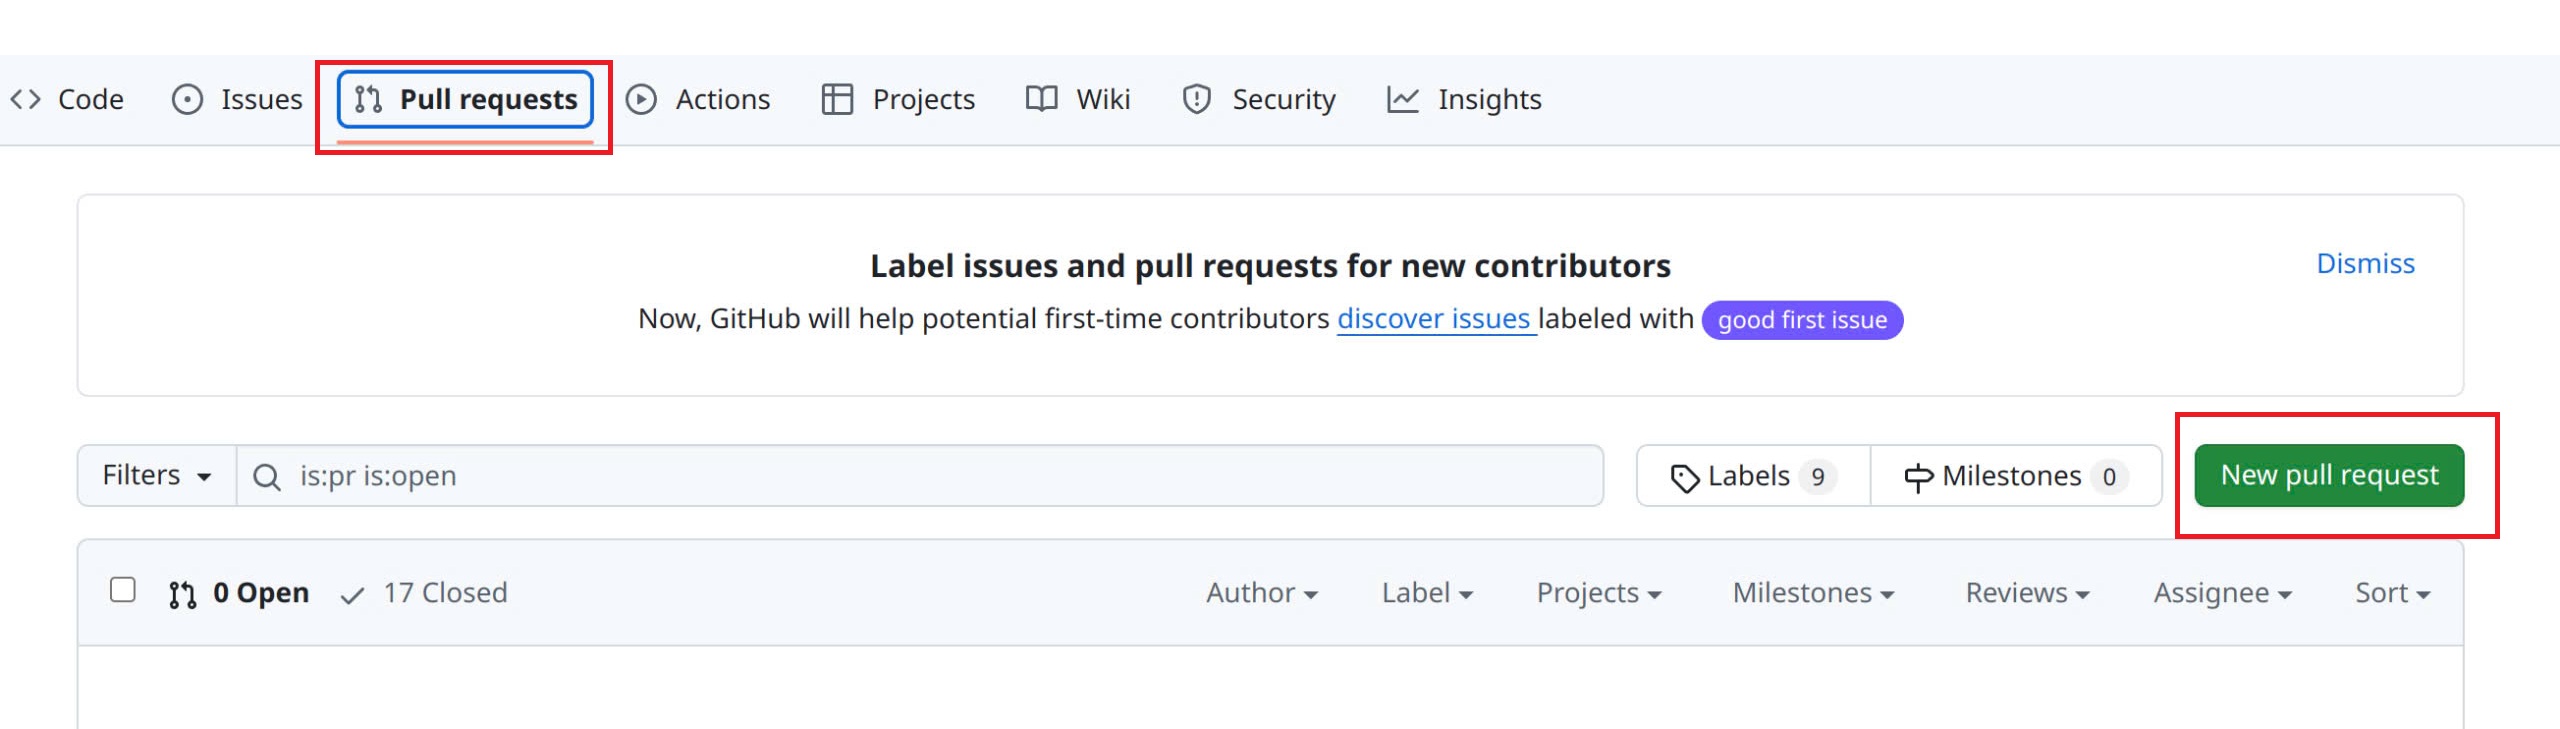 Code Issues Pull requests Actions Projects Wiki Security Insights
Label issues and pull requests for new contributors
Dismiss
Now, GitHub will help potential first-time contributors discover issues labeled with good first issue
Filters is:pr is:open Labels 9 Milestones 0 New pull request
0 Open 17 Closed Author Label Projects Milestones Reviews Assignee Sort